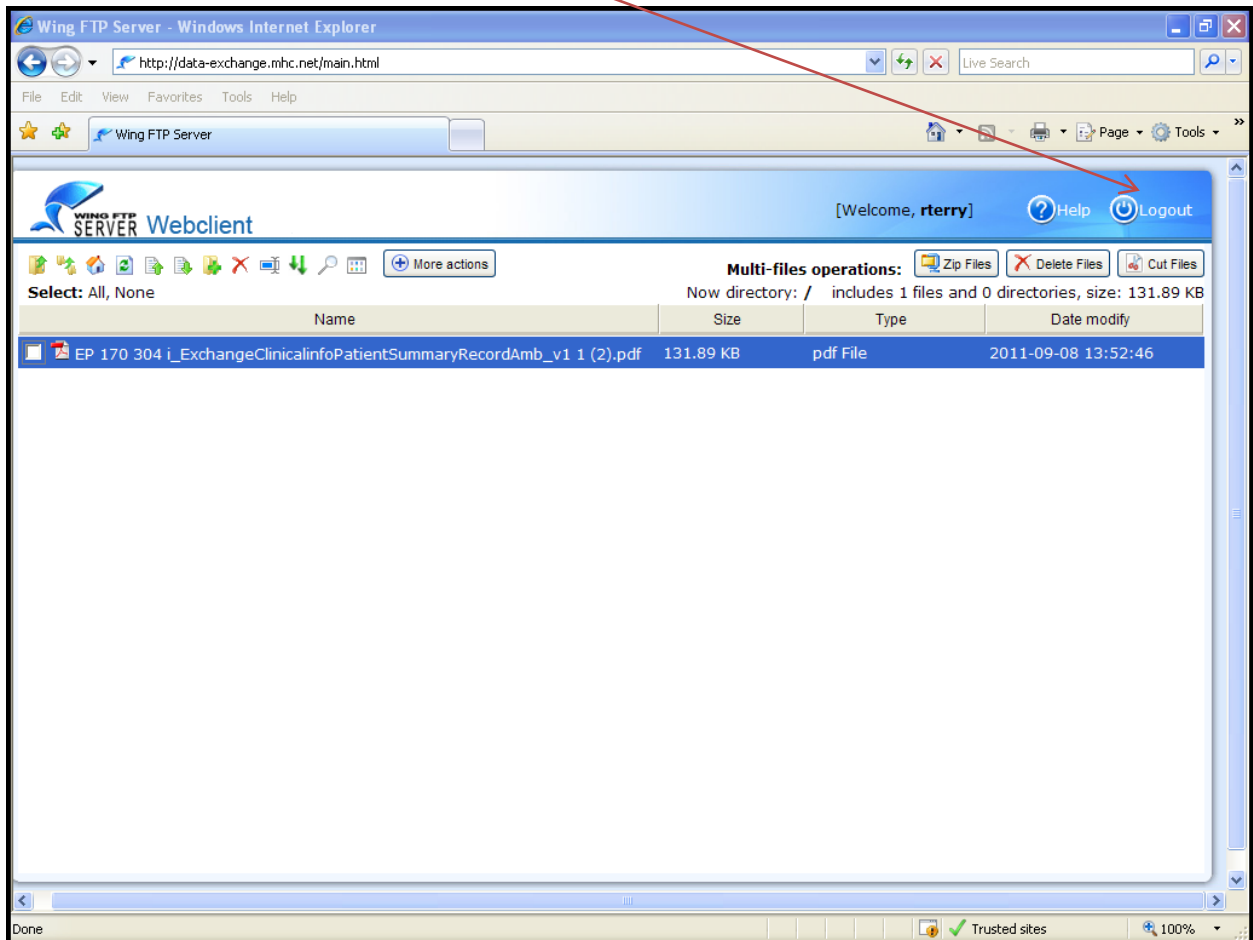 Wing FTP Server - Windows Internet Explorer
http://data-exchange.mhc.net/main.html
Live Search
File Edit View Favorites Tools Help
Wing FTP Server
Page Tools »
WING FTP
SERVER Webclient
[Welcome, rterry] Help Logout
More actions
Multi-files operations: Zip Files Delete Files Cut Files
Select: All, None
Now directory: / includes 1 files and 0 directories, size: 131.89 KB
Name Size Type Date modify
EP 170 304 i_ExchangeClinicalinfoPatientSummaryRecordAmb_v1 1 (2).pdf 131.89 KB pdf File 2011-09-08 13:52:46
Done Trusted sites 100%